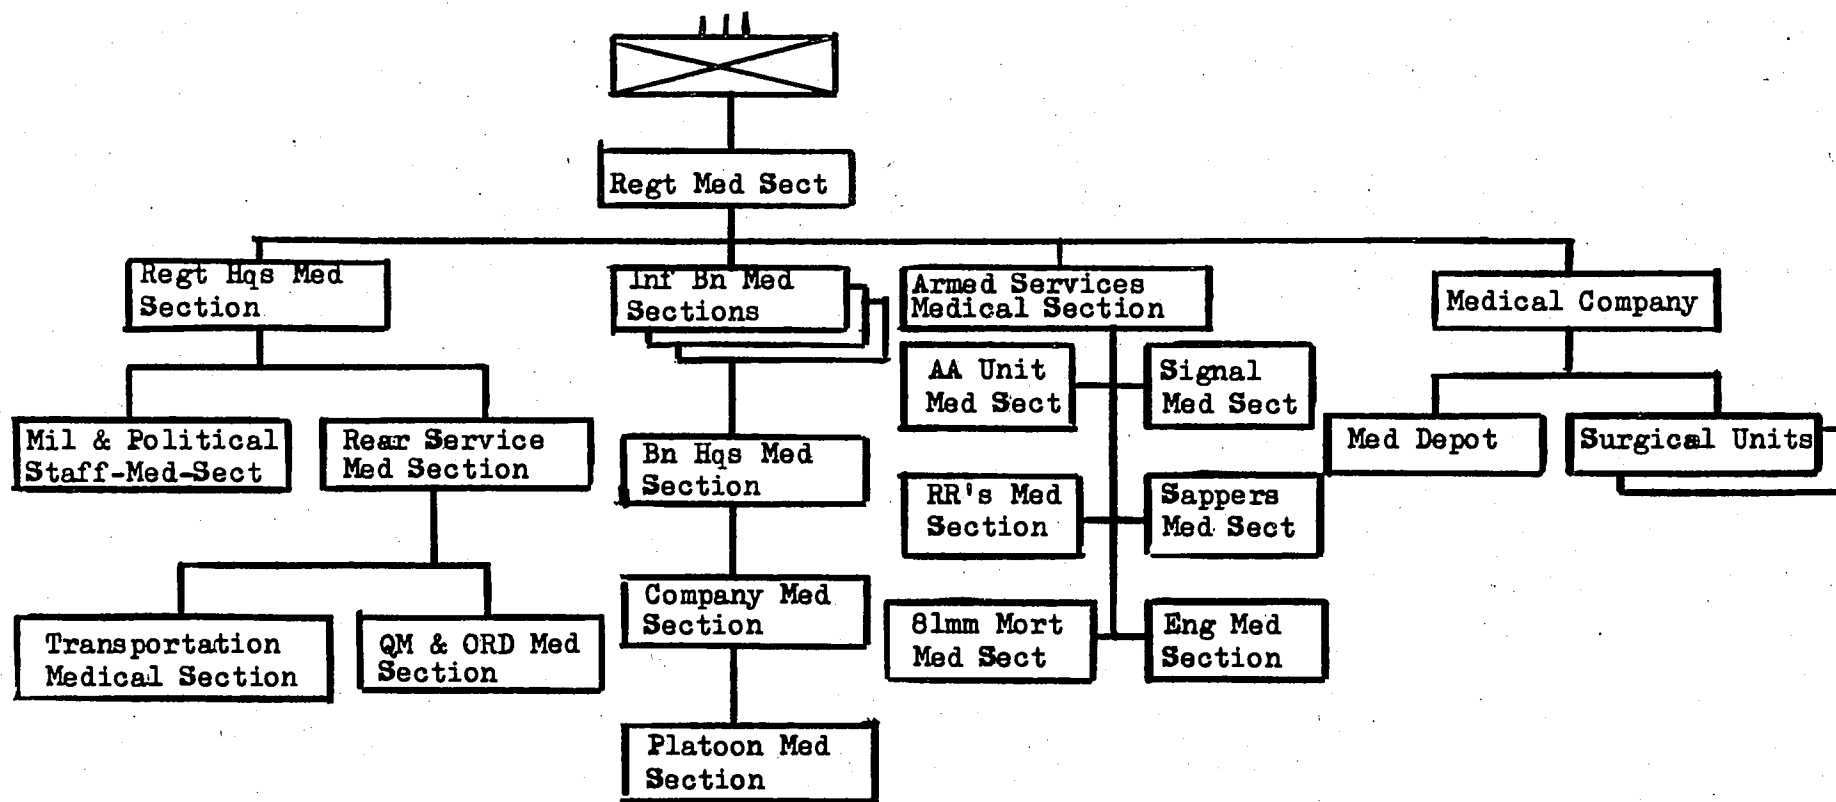 Regt Med Sect
Regt Hqs Med
Section
Inf Bn Med
Sections
Armed Services
Medical Section
Medical Company
AA Unit
Med Sect
Signal
Med Sect
Mil & Political
Staff-Med-Sect
Rear Service
Med Section
Bn Hqs Med
Section
Med Depot
Surgical Units
RR's Med
Section
Sappers
Med Sect
Transportation
Medical Section
QM & ORD Med
Section
Company Med
Section
81mm Mort
Med Sect
Eng Med
Section
Platoon Med
Section